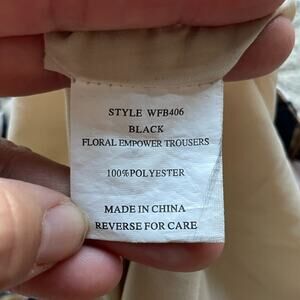 STYLE WFB406
BLACK
FLORAL EMPOWER TROUSERS
100%POLYESTER
MADE IN CHINA
REVERSE FOR CARE